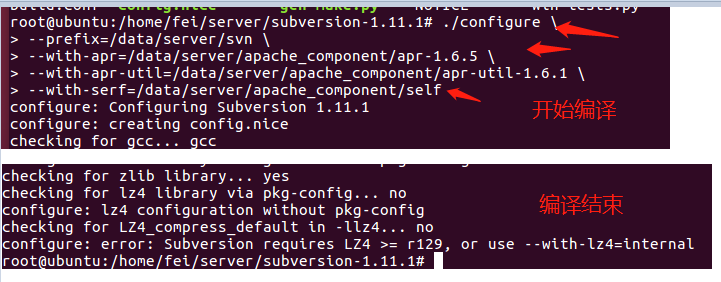 root@ubuntu:/home/fei/server/subversion-1.11.1# ./configure \
> --prefix=/data/server/svn \
> --with-apr=/data/server/apache_component/apr-1.6.5 \
> --with-apr-util=/data/server/apache_component/apr-util-1.6.1 \
> --with-serf=/data/server/apache_component/self
configure: Configuring Subversion 1.11.1
configure: creating config.nice
checking for gcc... gcc
开始编译
checking for zlib library... yes
checking for lz4 library via pkg-config... no
configure: lz4 configuration without pkg-config
checking for LZ4_compress_default in -llz4... no
configure: error: Subversion requires LZ4 >= r129, or use --with-lz4=internal
root@ubuntu:/home/fei/server/subversion-1.11.1#
编译结束